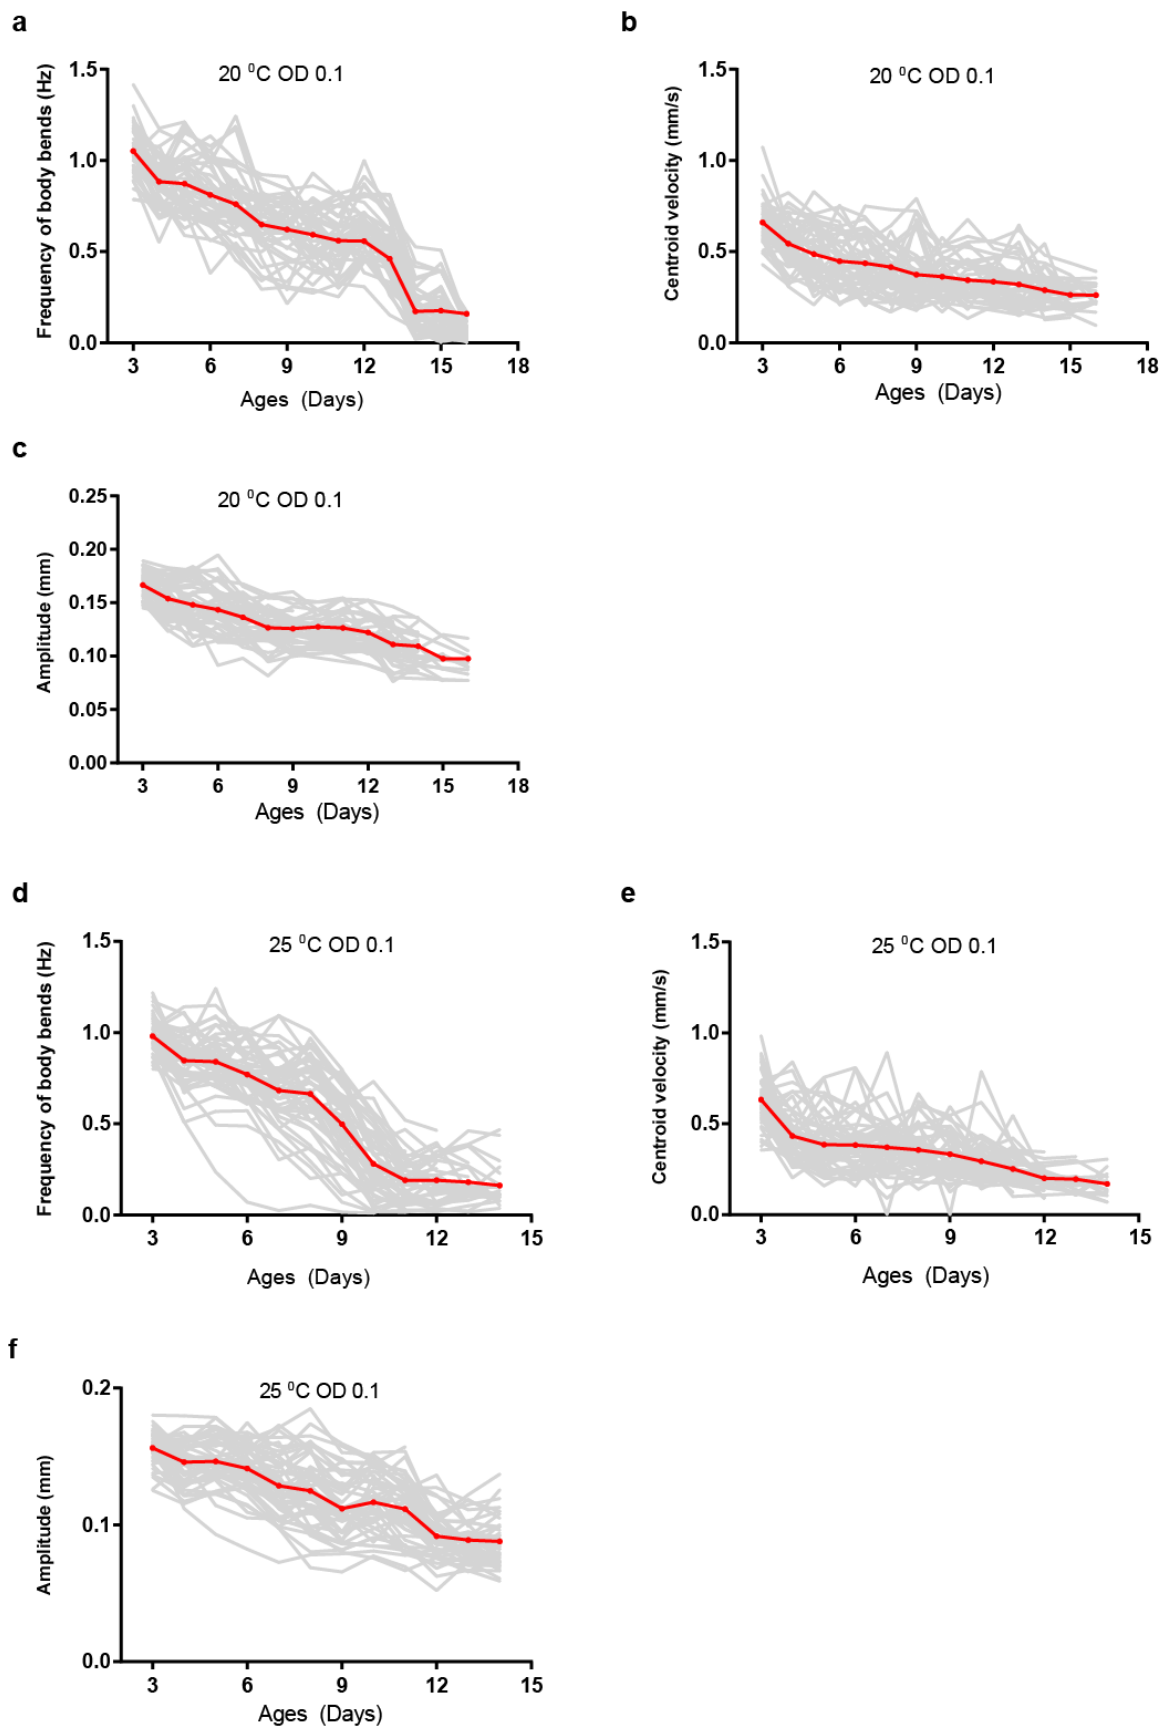 a
20 ⁰C OD 0.1
Frequency of body bends (Hz)
1.5
1.0
0.5
0.0
3 6 9 12 15 18
Ages (Days)
b
20 ⁰C OD 0.1
Centroid velocity (mm/s)
1.5
1.0
0.5
0.0
3 6 9 12 15 18
Ages (Days)
c
20 ⁰C OD 0.1
Amplitude (mm)
0.25
0.20
0.15
0.10
0.05
0.00
3 6 9 12 15 18
Ages (Days)
d
25 ⁰C OD 0.1
Frequency of body bends (Hz)
1.5
1.0
0.5
0.0
3 6 9 12 15
Ages (Days)
e
25 ⁰C OD 0.1
Centroid velocity (mm/s)
1.5
1.0
0.5
0.0
3 6 9 12 15
Ages (Days)
f
25 ⁰C OD 0.1
Amplitude (mm)
0.2
0.1
0.0
3 6 9 12 15
Ages (Days)